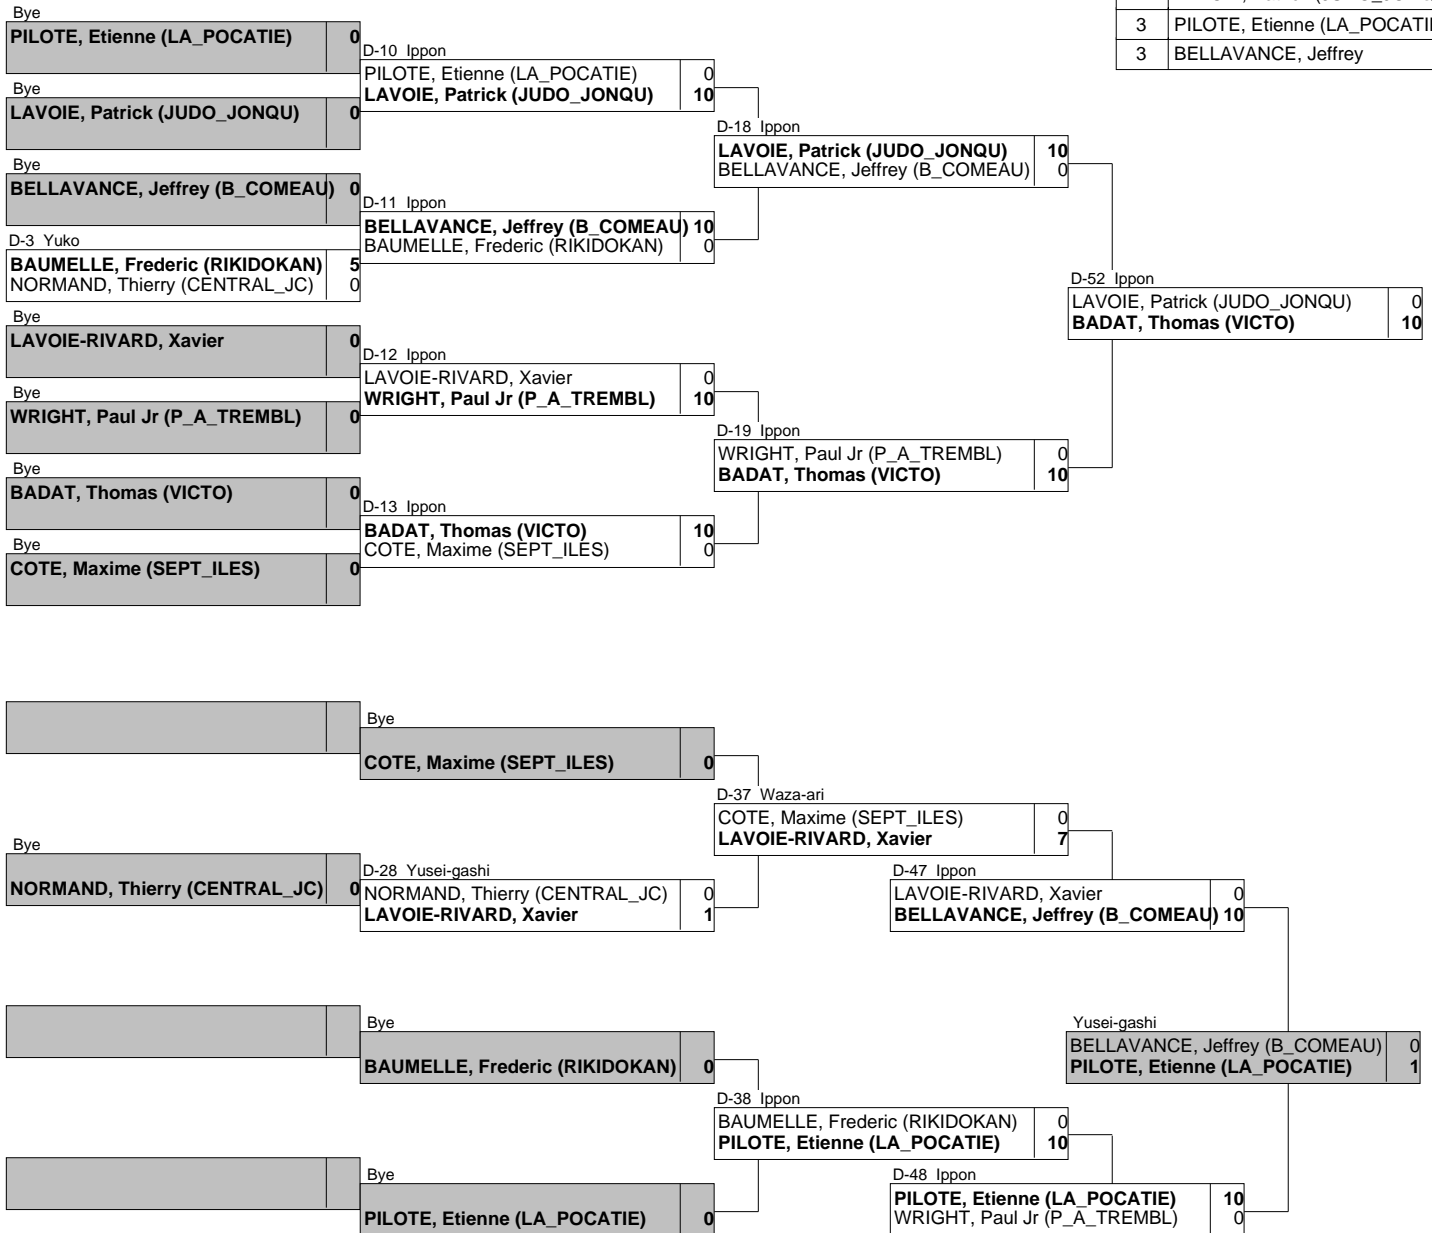 Bye
PILOTE, Etienne (LA_POCATIE) 0
Bye
LAVOIE, Patrick (JUDO_JONQU) 0
Bye
BELLAVANCE, Jeffrey (B_COMEAU) 0
D-3 Yuko
BAUMELLE, Frederic (RIKIDOKAN) 5
NORMAND, Thierry (CENTRAL_JC) 0
Bye
LAVOIE-RIVARD, Xavier 0
Bye
WRIGHT, Paul Jr (P_A_TREMBL) 0
Bye
BADAT, Thomas (VICTO) 0
Bye
COTE, Maxime (SEPT_ILES) 0
D-10 Ippon
PILOTE, Etienne (LA_POCATIE) 0
LAVOIE, Patrick (JUDO_JONQU) 10
D-11 Ippon
BELLAVANCE, Jeffrey (B_COMEAU) 10
BAUMELLE, Frederic (RIKIDOKAN) 0
D-12 Ippon
LAVOIE-RIVARD, Xavier 0
WRIGHT, Paul Jr (P_A_TREMBL) 10
D-13 Ippon
BADAT, Thomas (VICTO) 10
COTE, Maxime (SEPT_ILES) 0
D-18 Ippon
LAVOIE, Patrick (JUDO_JONQU) 10
BELLAVANCE, Jeffrey (B_COMEAU) 0
D-19 Ippon
WRIGHT, Paul Jr (P_A_TREMBL) 0
BADAT, Thomas (VICTO) 10
D-52 Ippon
LAVOIE, Patrick (JUDO_JONQU) 0
BADAT, Thomas (VICTO) 10
3 PILOTE, Etienne (LA_POCATI
3 BELLAVANCE, Jeffrey
Bye
NORMAND, Thierry (CENTRAL_JC) 0
Bye
COTE, Maxime (SEPT_ILES) 0
D-28 Yusei-gashi
NORMAND, Thierry (CENTRAL_JC) 0
LAVOIE-RIVARD, Xavier 1
Bye
BAUMELLE, Frederic (RIKIDOKAN) 0
Bye
PILOTE, Etienne (LA_POCATIE) 0
D-37 Waza-ari
COTE, Maxime (SEPT_ILES) 0
LAVOIE-RIVARD, Xavier 7
D-38 Ippon
BAUMELLE, Frederic (RIKIDOKAN) 0
PILOTE, Etienne (LA_POCATIE) 10
D-47 Ippon
LAVOIE-RIVARD, Xavier 0
BELLAVANCE, Jeffrey (B_COMEAU) 10
D-48 Ippon
PILOTE, Etienne (LA_POCATIE) 10
WRIGHT, Paul Jr (P_A_TREMBL) 0
Yusei-gashi
BELLAVANCE, Jeffrey (B_COMEAU) 0
PILOTE, Etienne (LA_POCATIE) 1